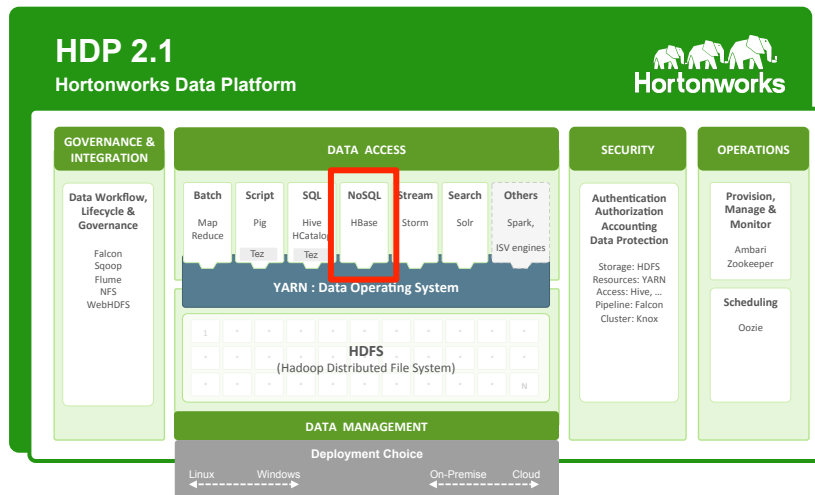 HDP 2.1
Hortonworks Data Platform
Hortonworks
GOVERNANCE &
INTEGRATION
Data Workflow,
Lifecycle &
Governance
Falcon
Sqoop
Flume
NFS
WebHDFS
DATA ACCESS
Batch
Map
Reduce
Script
Pig
Tez
SQL
Hive
HCatalog
Tez
NoSQL
HBase
Stream
Storm
Search
Solr
Others
Spark,
ISV engines
YARN : Data Operating System
1
HDFS
(Hadoop Distributed File System)
N
DATA MANAGEMENT
Deployment Choice
Linux
Windows
On-Premise
Cloud
SECURITY
Authentication
Authorization
Accounting
Data Protection
Storage: HDFS
Resources: YARN
Access: Hive, ...
Pipeline: Falcon
Cluster: Knox
OPERATIONS
Provision,
Manage &
Monitor
Ambari
Zookeeper
Scheduling
Oozie